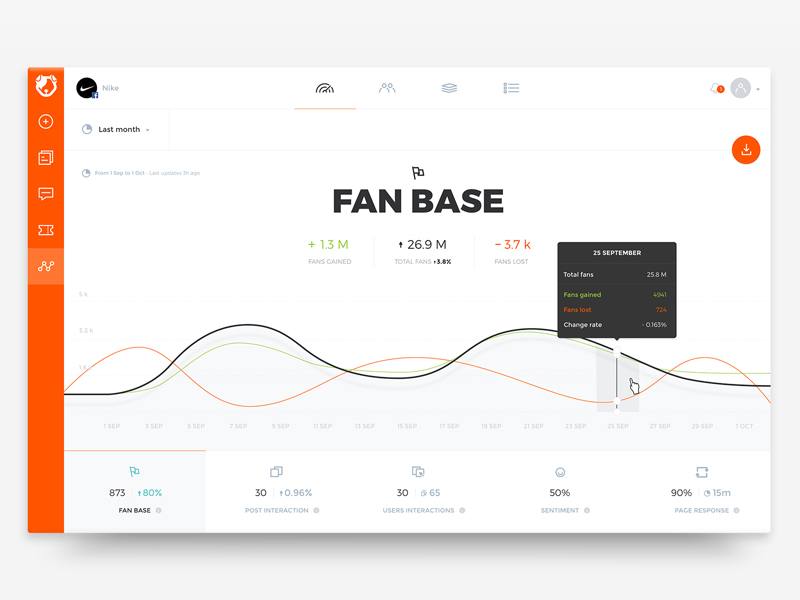 Nike
1
Last month
From 1 Sep to 1 Oct - Last updates 3h ago
FAN BASE
+ 1.3 M
26.9 M
− 3.7 k
FANS GAINED
TOTAL FANS 3.8%
FANS LOST
25 SEPTEMBER
Total fans 25.8 M
Fans gained 4941
Fans lost 724
Change rate - 0.163%
5 k
3.3 k
1 SEP 3 SEP 5 SEP 7 SEP 9 SEP 11 SEP 13 SEP 15 SEP 17 SEP 19 SEP 21 SEP 23 SEP 25 SEP 27 SEP 29 SEP 1 OCT
873 80%
30 0.96%
30 65
50%
90% 15m
FAN BASE
POST INTERACTION
USERS INTERACTIONS
SENTIMENT
PAGE RESPONSE